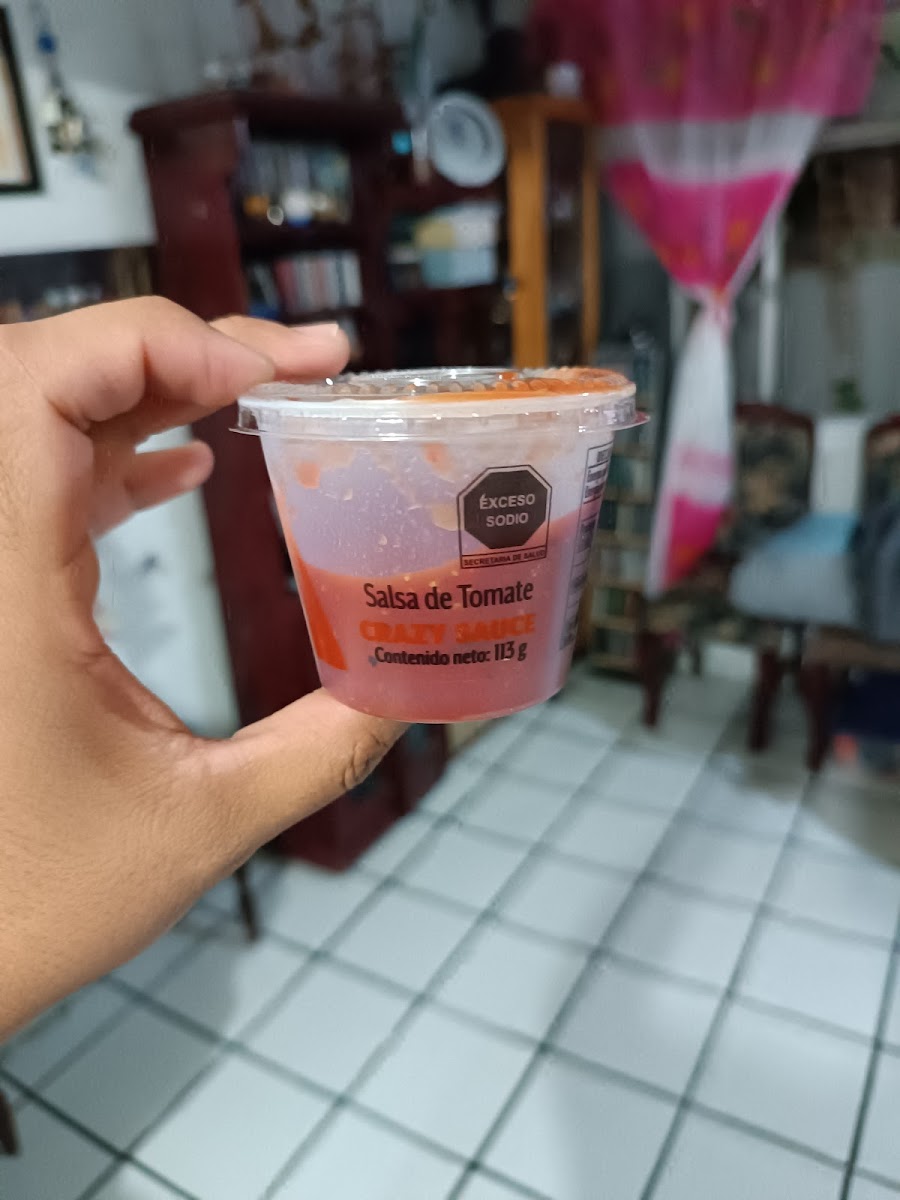 EXCESO
SODIO
SECRETARÍA DE SALUD
Salsa de Tomate
CRAZY SAUCE
Contenido neto: 113 g